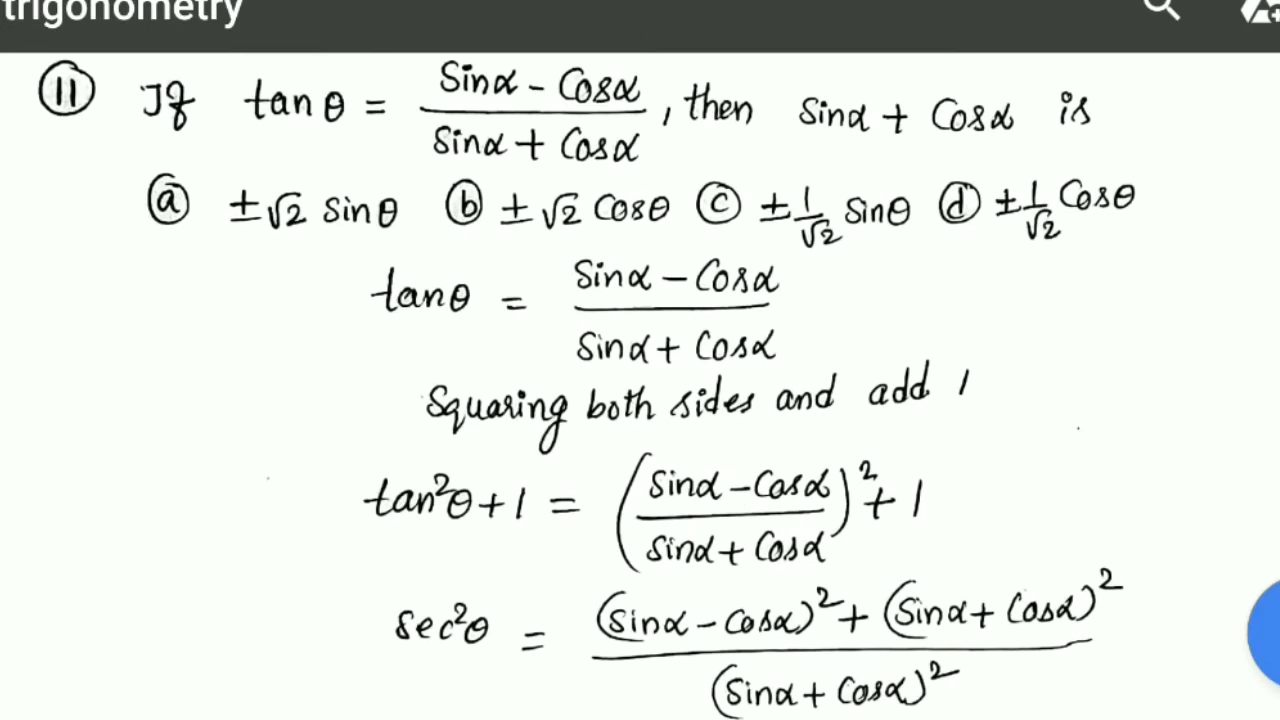 trigonometry
⑪ If tanθ = (Sinα - Cosα)/(Sinα + Cosα), then Sinα + Cosα is
ⓐ ±√2 Sinθ ⓑ ±√2 Cosθ ⓒ ±1/√2 Sinθ ⓓ ±1/√2 Cosθ
tanθ = (Sinα - Cosα)/(Sinα + Cosα)
Squaring both sides and add 1
tan²θ + 1 = ((Sinα - Cosα)/(Sinα + Cosα))² + 1
sec²θ = ((Sinα - Cosα)² + (Sinα + Cosα)²)/(Sinα + Cosα)²